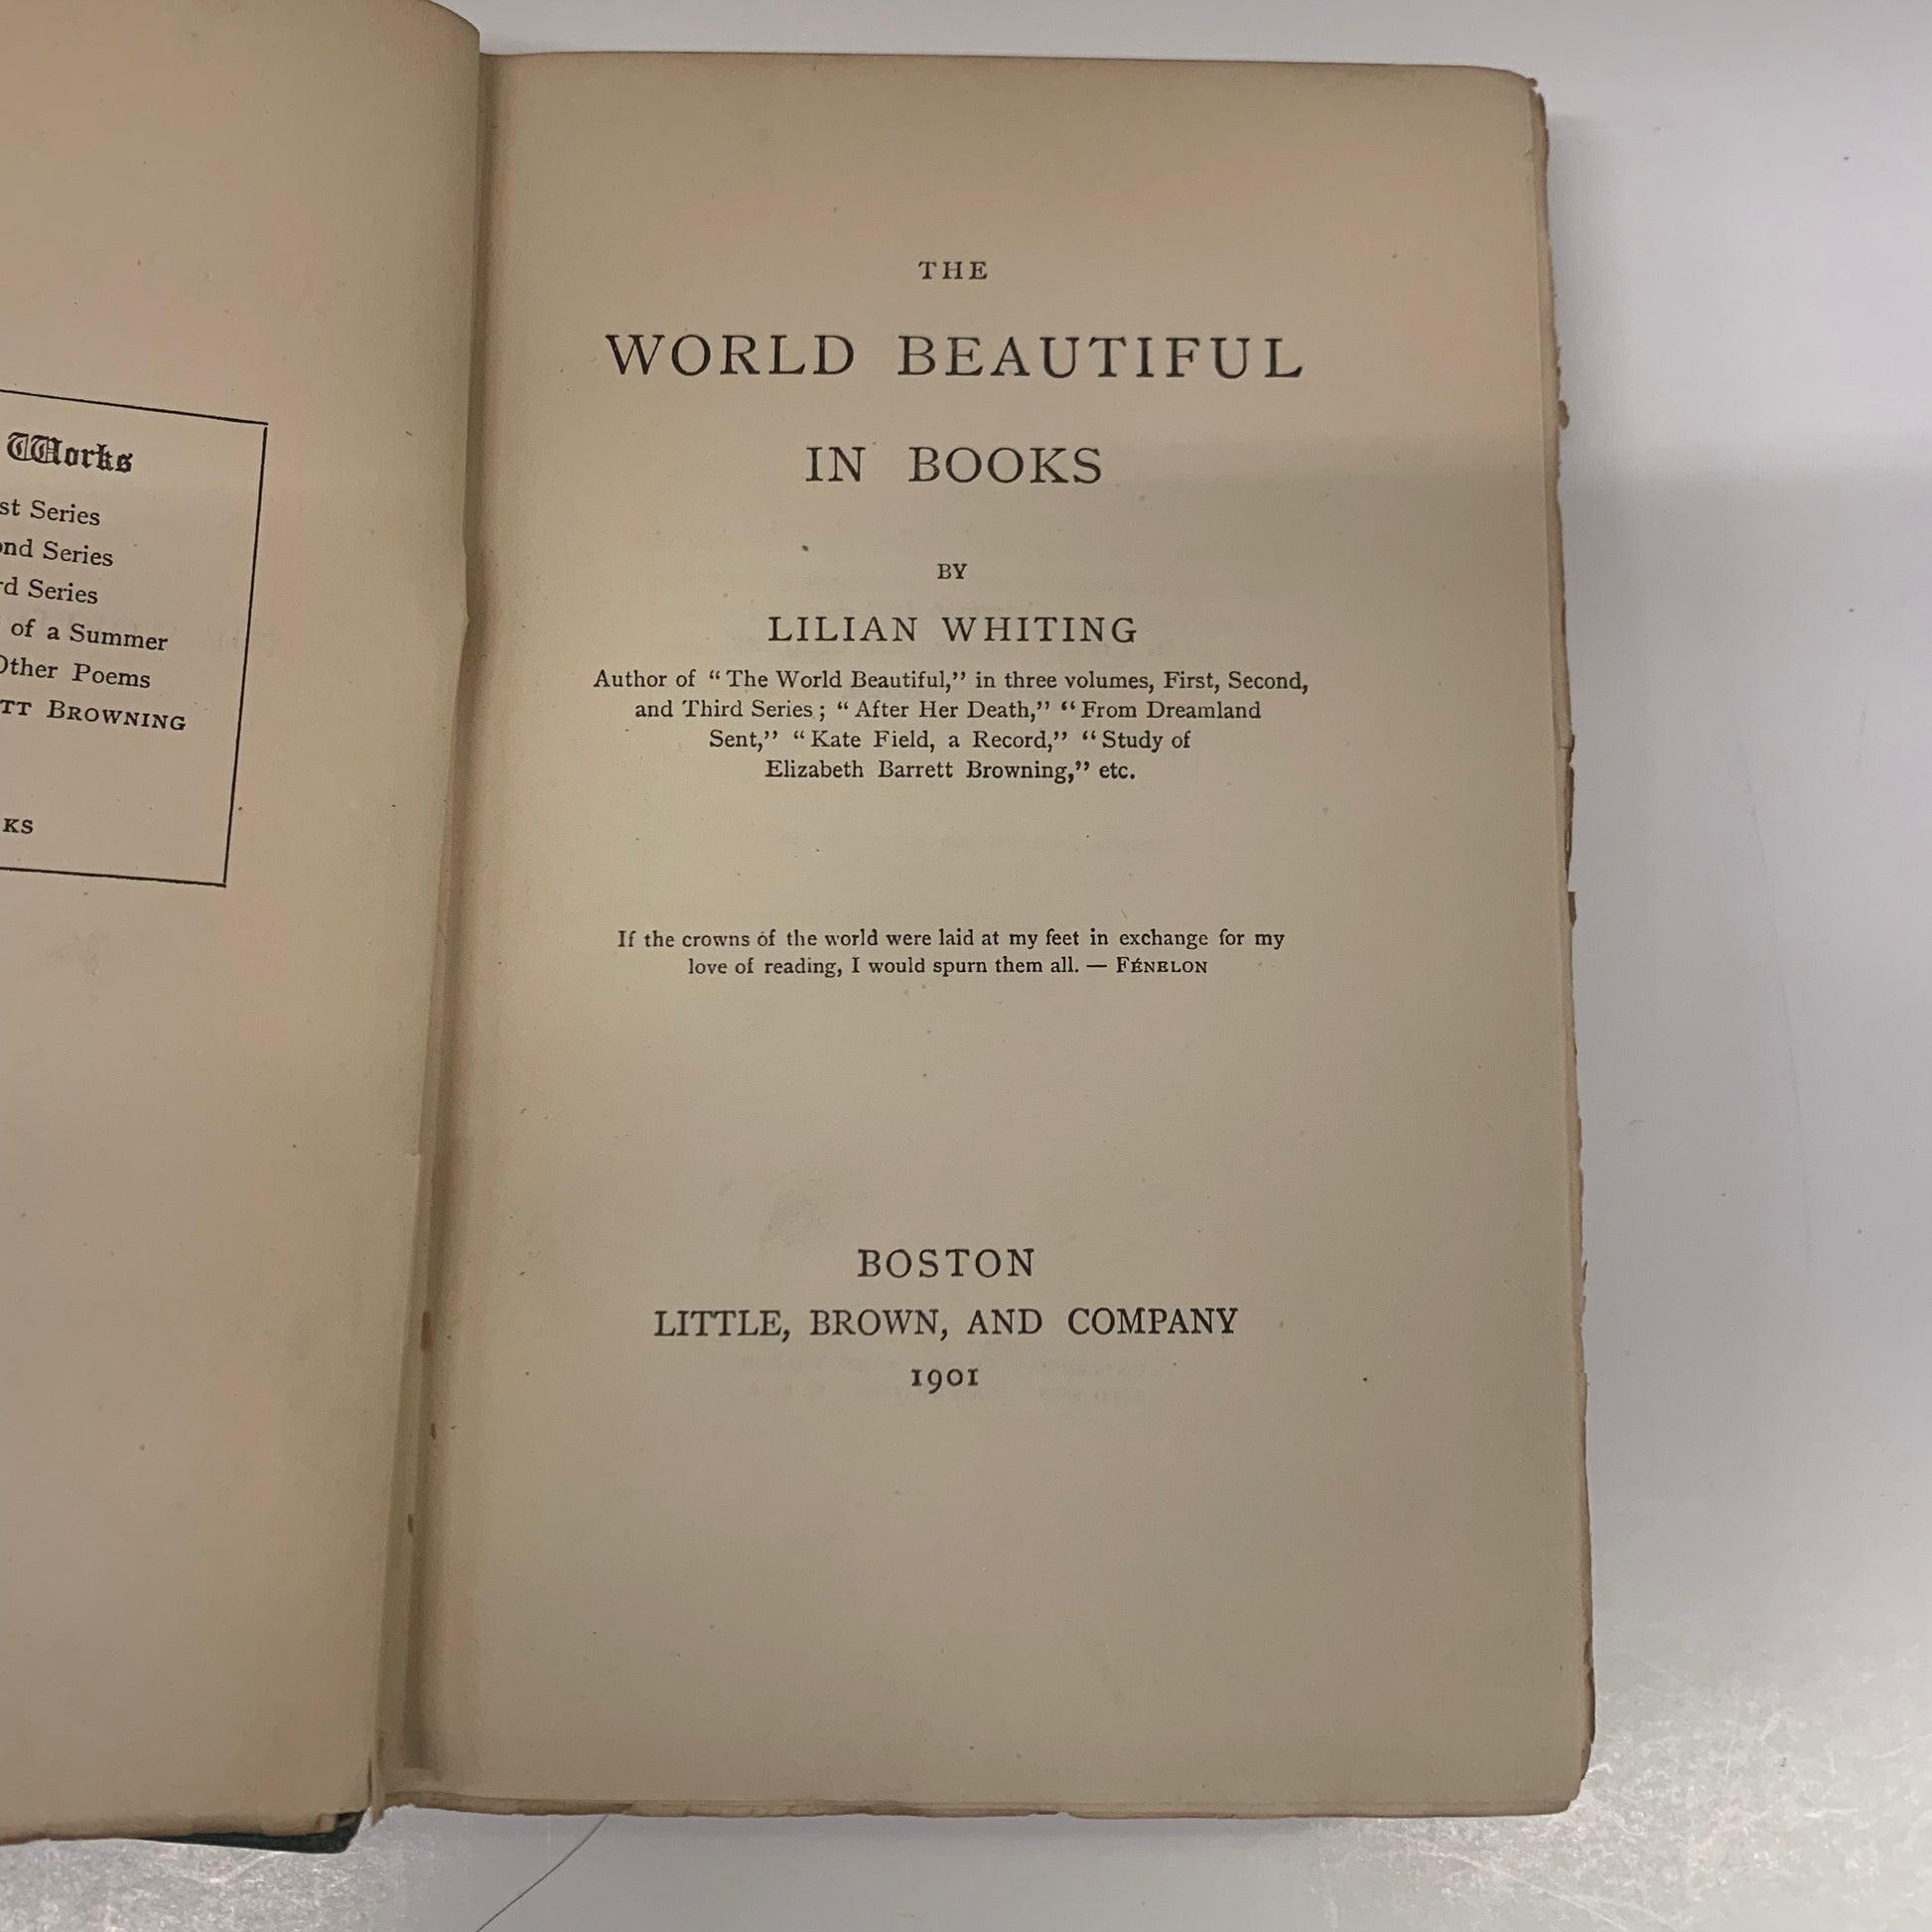 Works
st Series
ond Series
rd Series
of a Summer
Other Poems
TT BROWNING
KS
THE
WORLD BEAUTIFUL
IN BOOKS
BY
LILIAN WHITING
Author of “The World Beautiful,” in three volumes, First, Second,
and Third Series; “After Her Death,” “From Dreamland
Sent,” “Kate Field, a Record,” “Study of
Elizabeth Barrett Browning,” etc.
If the crowns of the world were laid at my feet in exchange for my
love of reading, I would spurn them all. — FÉNELON
BOSTON
LITTLE, BROWN, AND COMPANY
1901